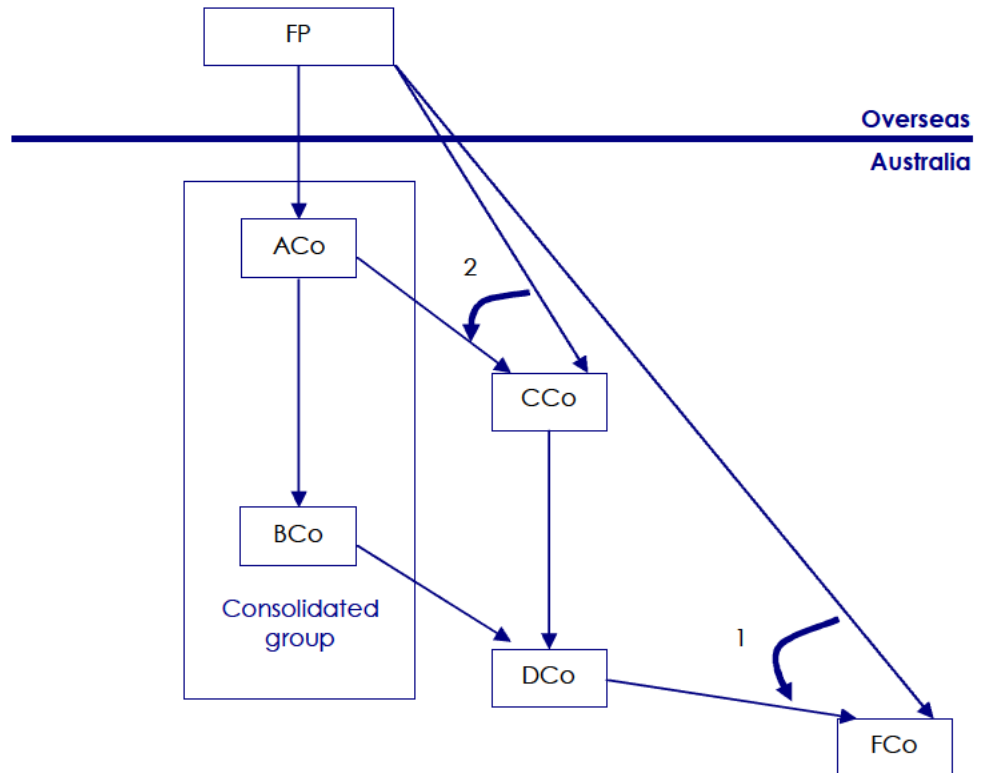 FP
Overseas
Australia
ACo
2
CCo
BCo
Consolidated
group
1
DCo
FCo